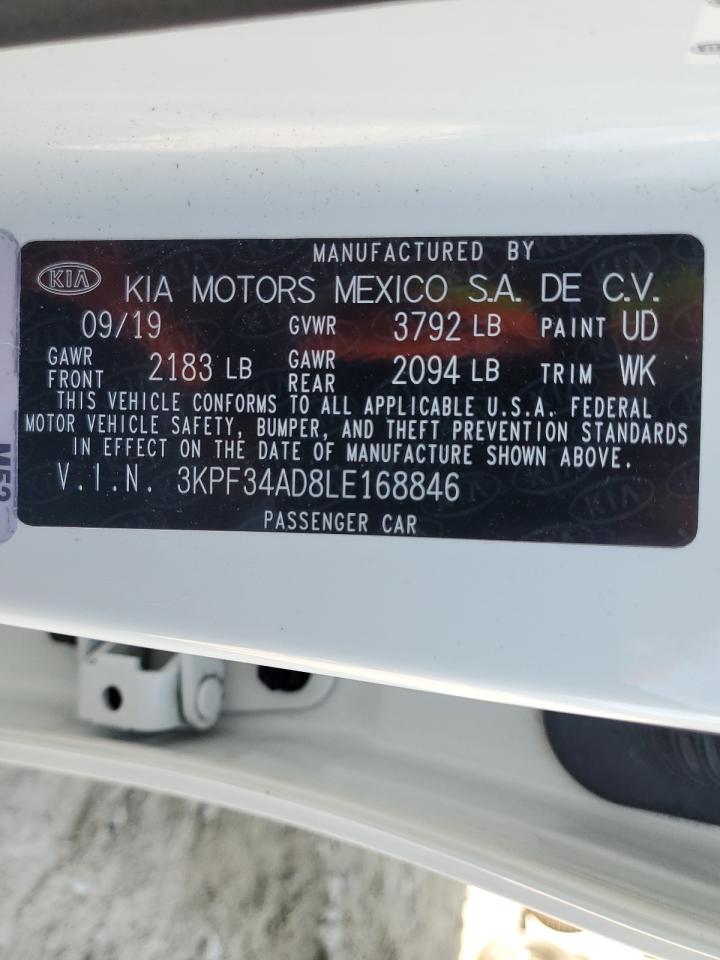 MANUFACTURED BY
KIA KIA MOTORS MEXICO S.A. DE C.V.
09/19 GVWR 3792 LB PAINT UD
GAWR FRONT 2183 LB GAWR REAR 2094 LB TRIM WK
THIS VEHICLE CONFORMS TO ALL APPLICABLE U.S.A. FEDERAL
MOTOR VEHICLE SAFETY, BUMPER, AND THEFT PREVENTION STANDARDS
IN EFFECT ON THE DATE OF MANUFACTURE SHOWN ABOVE.
V.I.N. 3KPF34AD8LE168846
PASSENGER CAR